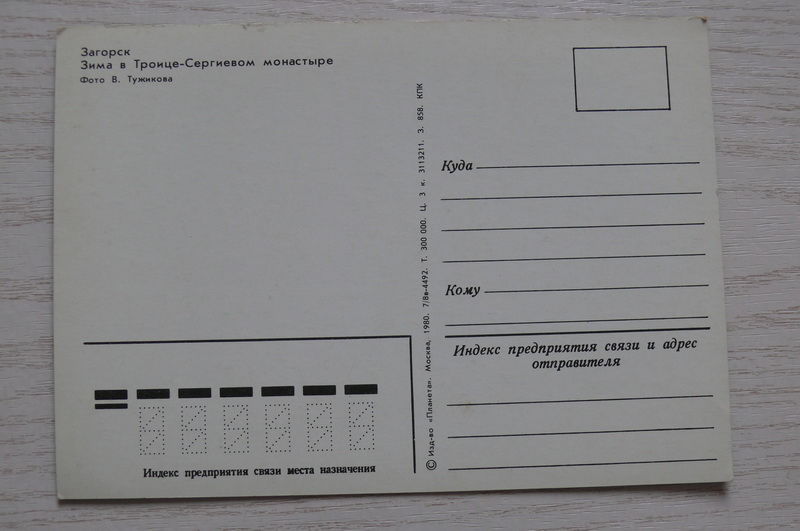 Загорск
Зима в Троице-Сергиевом монастыре
Фото В. Тужикова
© Изд-во «Планета». Москва, 1980. 7/8в-4492. Т. 300 000. Ц. 3 к. 3113211. З. 858. КПК
Куда
Кому
Индекс предприятия связи и адрес
отправителя
Индекс предприятия связи места назначения